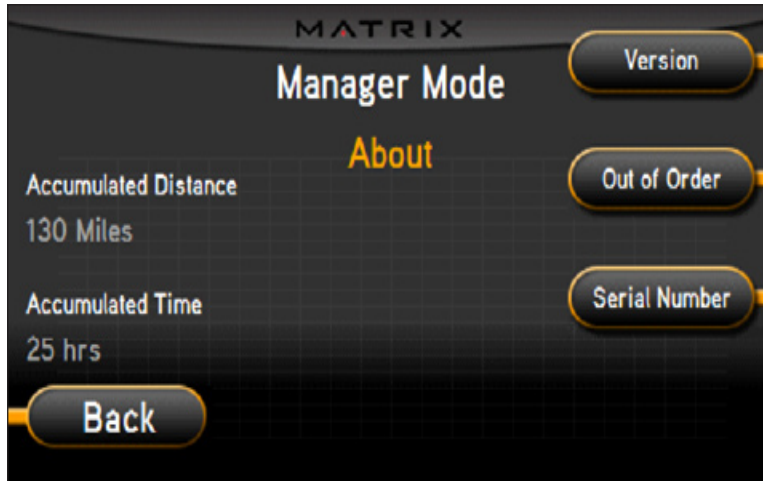 MATRIX
Manager Mode
Version
About
Out of Order
Accumulated Distance
130 Miles
Serial Number
Accumulated Time
25 hrs
Back